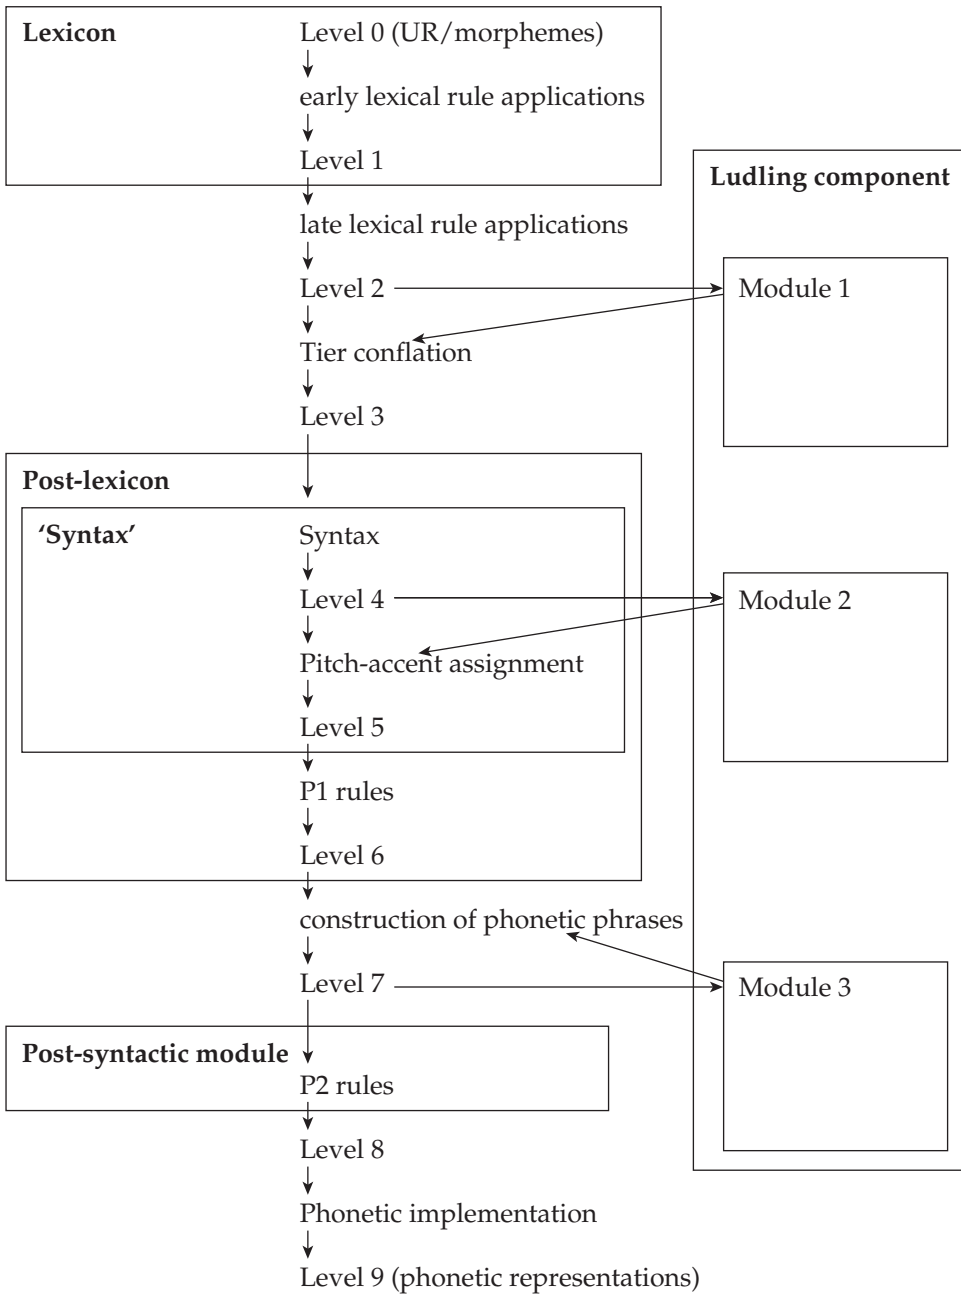 Lexicon
Level 0 (UR/morphemes)
early lexical rule applications
Level 1
Ludling component
late lexical rule applications
Level 2
Module 1
Tier conflation
Level 3
Post-lexicon
‘Syntax’
Syntax
Level 4
Module 2
Pitch-accent assignment
Level 5
P1 rules
Level 6
construction of phonetic phrases
Level 7
Module 3
Post-syntactic module
P2 rules
Level 8
Phonetic implementation
Level 9 (phonetic representations)